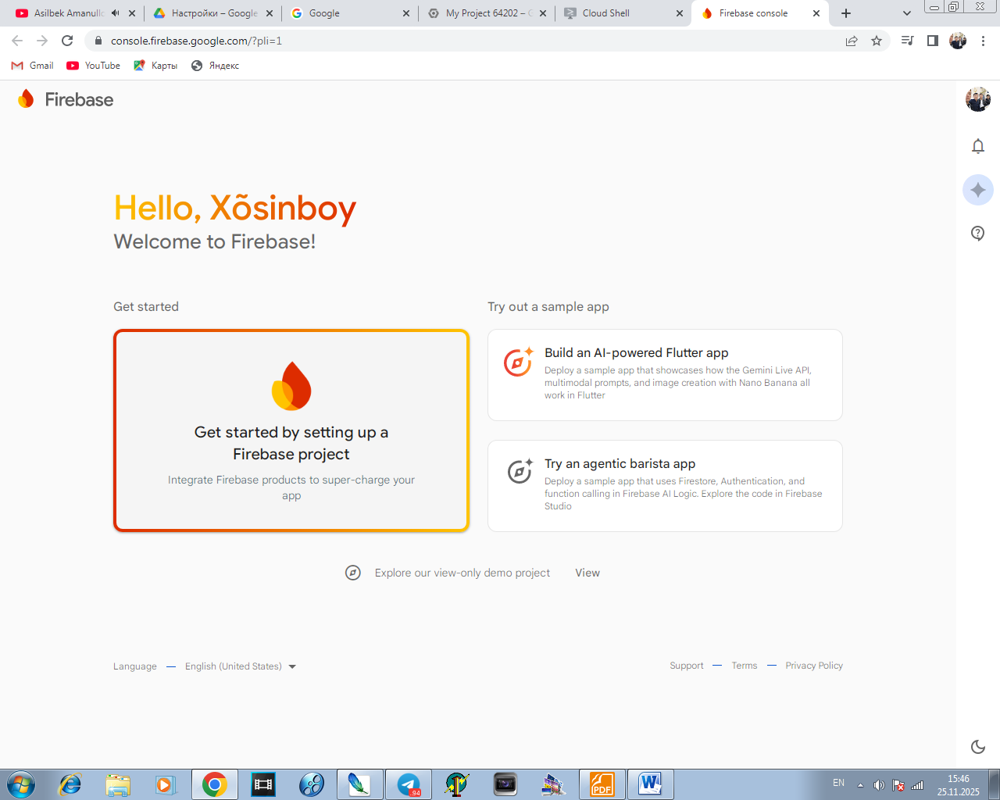 Asilbek Amanullo
Настройки – Google
Google
My Project 64202 – G
Cloud Shell
Firebase console
console.firebase.google.com/?pli=1
Gmail
YouTube
Карты
Яндекс
Firebase
Hello, Xõsinboy
Welcome to Firebase!
Get started
Get started by setting up a
Firebase project
Integrate Firebase products to super-charge your
app
Try out a sample app
Build an AI-powered Flutter app
Deploy a sample app that showcases how the Gemini Live API,
multimodal prompts, and image creation with Nano Banana all
work in Flutter
Try an agentic barista app
Deploy a sample app that uses Firestore, Authentication, and
function calling in Firebase AI Logic. Explore the code in Firebase
Studio
Explore our view-only demo project View
Language — English (United States)
Support — Terms — Privacy Policy
94
PDF
EN
15:46
25.11.2025